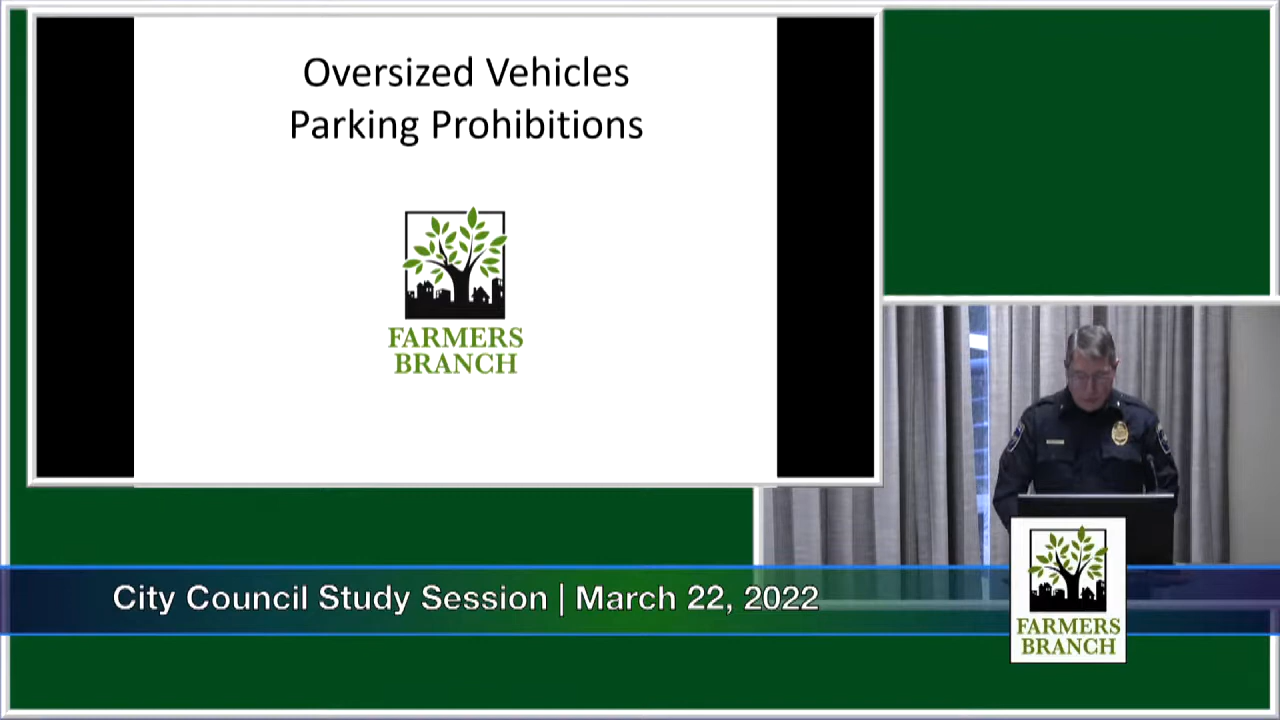 Oversized Vehicles
Parking Prohibitions
FARMERS
BRANCH
City Council Study Session | March 22, 2022
FARMERS
BRANCH